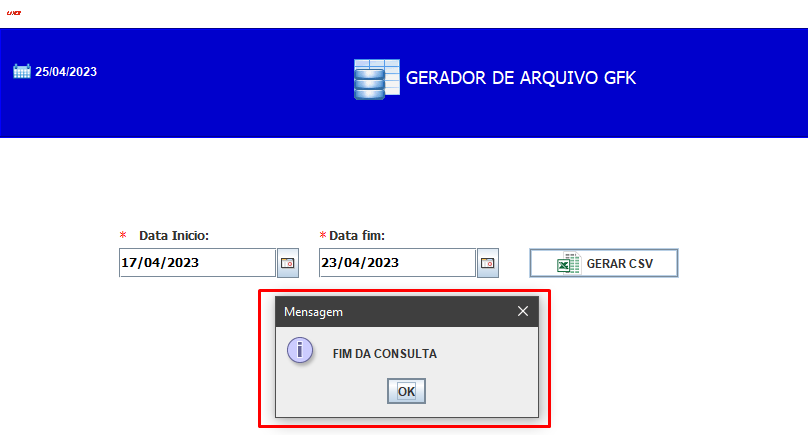 25/04/2023
GERADOR DE ARQUIVO GFK
* Data Inicio:
* Data fim:
17/04/2023
23/04/2023
GERAR CSV
Mensagem
FIM DA CONSULTA
OK